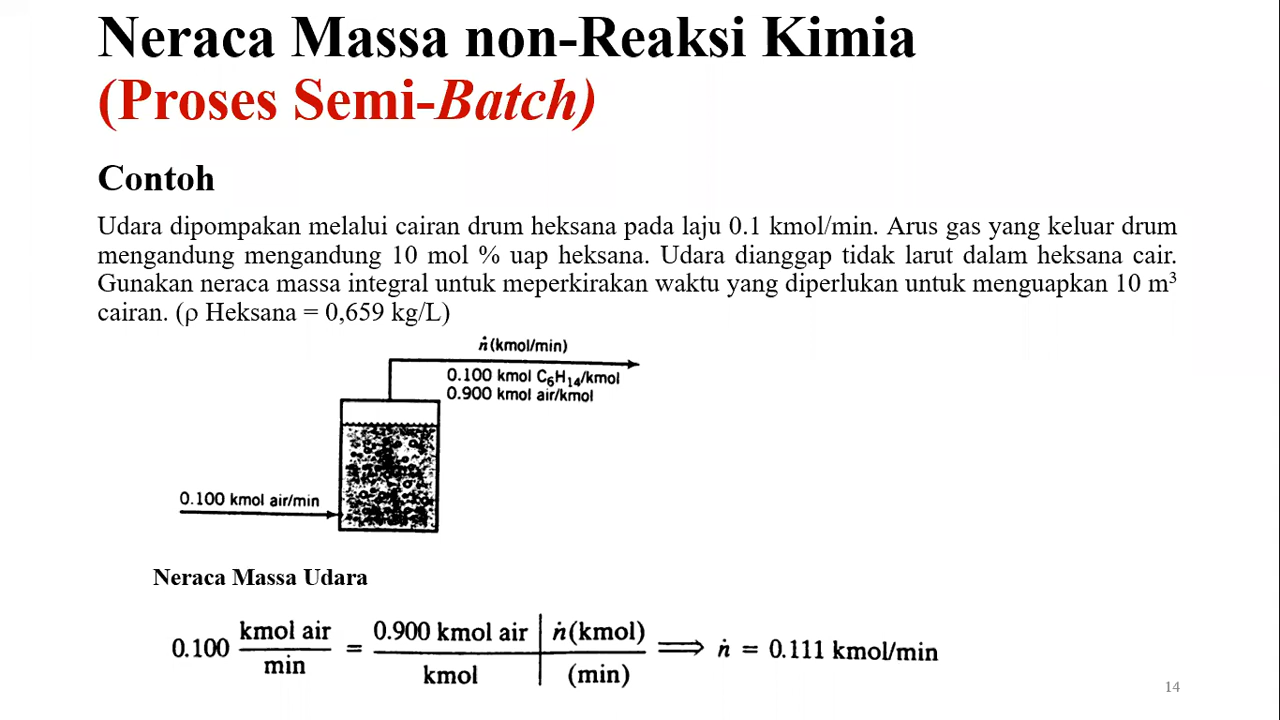 Neraca Massa non-Reaksi Kimia
(Proses Semi-Batch)
Contoh
Udara dipompakan melalui cairan drum heksana pada laju 0.1 kmol/min. Arus gas yang keluar drum
mengandung mengandung 10 mol % uap heksana. Udara dianggap tidak larut dalam heksana cair.
Gunakan neraca massa integral untuk meperkirakan waktu yang diperlukan untuk menguapkan 10 m³
cairan. (ρ Heksana = 0,659 kg/L)
ṅ(kmol/min)
0.100 kmol C₆H₁₄/kmol
0.900 kmol air/kmol
0.100 kmol air/min
Neraca Massa Udara
0.100 kmol air/min = 0.900 kmol air/kmol | ṅ(kmol)/(min) ⟹ ṅ = 0.111 kmol/min
14